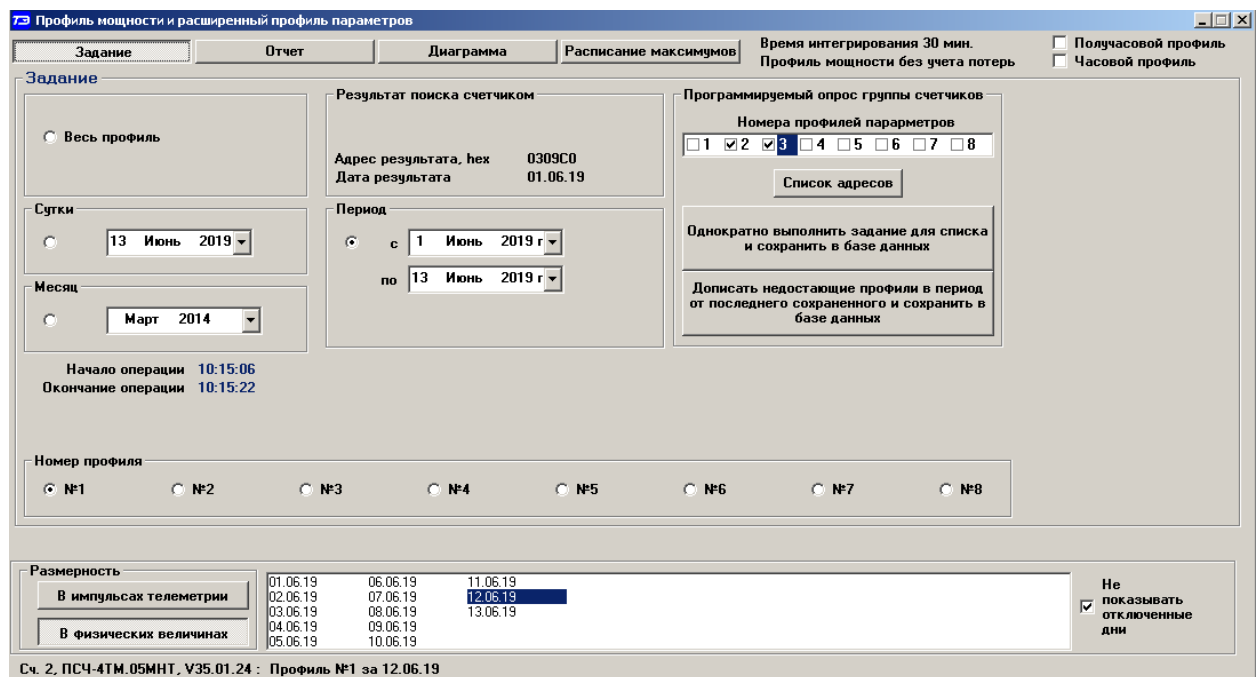 ТЭ Профиль мощности и расширенный профиль параметров
Задание Отчет Диаграмма Расписание максимумов
Время интегрирования 30 мин.
Профиль мощности без учета потерь
Получасовой профиль
Часовой профиль
Задание
Весь профиль
Результат поиска счетчиком
Адрес результата, hex 0309C0
Дата результата 01.06.19
Программируемый опрос группы счетчиков
Номера профилей парарметров
1 2 3 4 5 6 7 8
Список адресов
Однократно выполнить задание для списка
и сохранить в базе данных
Дописать недостающие профили в период
от последнего сохраненного и сохранить в
базе данных
Сутки
13 Июнь 2019
Период
с 1 Июнь 2019 г
по 13 Июнь 2019 г
Месяц
Март 2014
Начало операции 10:15:06
Окончание операции 10:15:22
Номер профиля
№1 №2 №3 №4 №5 №6 №7 №8
Размерность
В импульсах телеметрии
В физических величинах
01.06.19 06.06.19 11.06.19
02.06.19 07.06.19 12.06.19
03.06.19 08.06.19 13.06.19
04.06.19 09.06.19
05.06.19 10.06.19
Не
показывать
отключенные
дни
Сч. 2, ПСЧ-4ТМ.05МНТ, V35.01.24 : Профиль №1 за 12.06.19